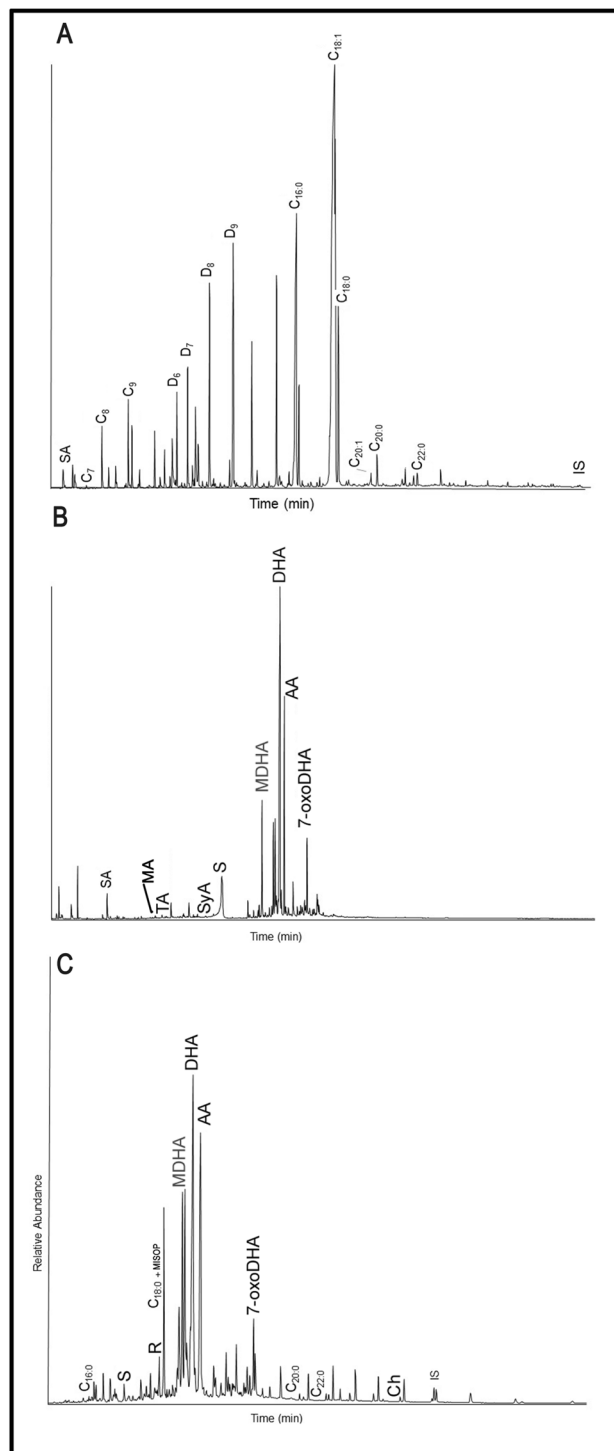 A
C18:1
C16:0
D9
D8
C18:0
D7
D6
C9
C8
SA
C7
C20:1
C20:0
C22:0
IS
Time (min)
B
DHA
AA
MDHA
7-oxoDHA
S
SA
MA
TA
SyA
Time (min)
C
DHA
AA
MDHA
C18:0 + MISOP
7-oxoDHA
R
S
C16:0
C20:0
C22:0
Ch
IS
Relative Abundance
Time (min)